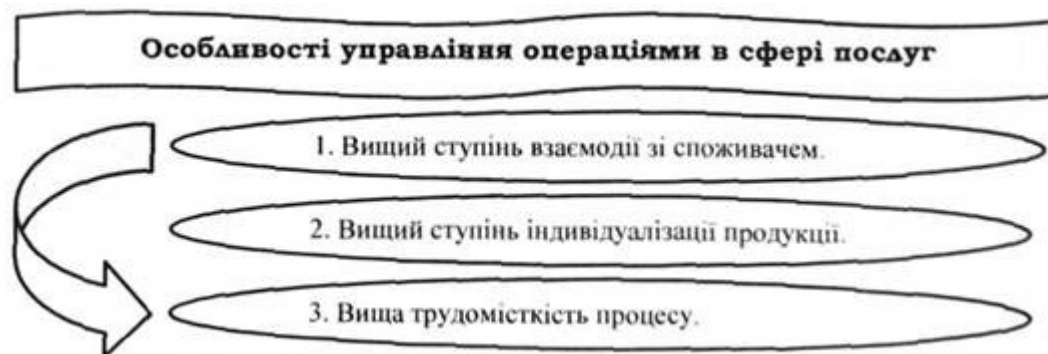 Особливості управління операціями в сфері послуг
1. Вищий ступінь взаємодії зі споживачем.
2. Вищий ступінь індивідуалізації продукції.
3. Вища трудомісткість процесу.